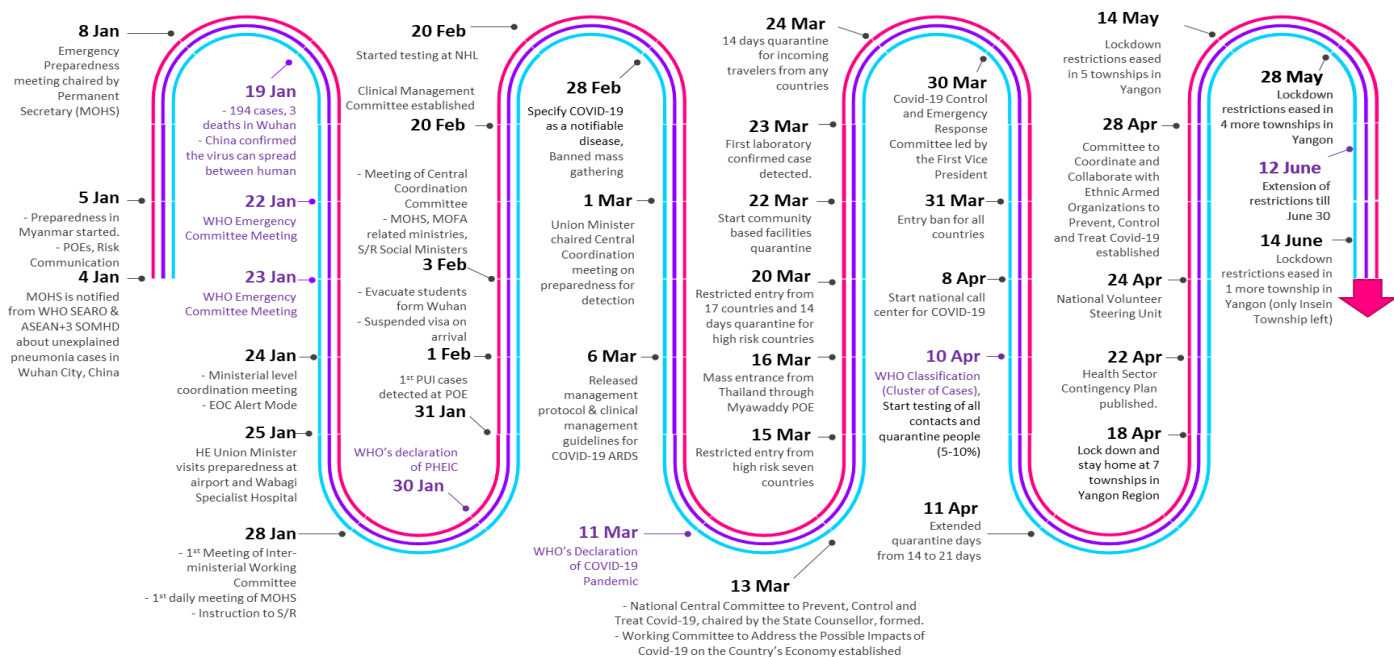 4 Jan
MOHS is notified
from WHO SEARO &
ASEAN+3 SOMHD
about unexplained
pneumonia cases in
Wuhan City, China
5 Jan
- Preparedness in
Myanmar started.
- POEs, Risk
Communication
8 Jan
Emergency
Preparedness
meeting chaired by
Permanent
Secretary (MOHS)
19 Jan
- 194 cases, 3
deaths in Wuhan
- China confirmed
the virus can spread
between human
22 Jan
WHO Emergency
Committee Meeting
23 Jan
WHO Emergency
Committee Meeting
24 Jan
- Ministerial level
coordination meeting
- EOC Alert Mode
25 Jan
HE Union Minister
visits preparedness at
airport and Wabagi
Specialist Hospital
28 Jan
- 1st Meeting of Inter-
ministerial Working
Committee
- 1st daily meeting of MOHS
- Instruction to S/R
WHO's declaration
of PHEIC
30 Jan
1st PUI cases
detected at POE
31 Jan
- Evacuate students
form Wuhan
- Suspended visa on
arrival
1 Feb
- Meeting of Central
Coordination
Committee
- MOHS, MOFA
related ministries,
S/R Social Ministers
3 Feb
Clinical Management
Committee established
20 Feb
20 Feb
Started testing at NHL
28 Feb
Specify COVID-19
as a notifiable
disease,
Banned mass
gathering
1 Mar
Union Minister
chaired Central
Coordination
meeting on
preparedness for
detection
6 Mar
Released
management
protocol & clinical
management
guidelines for
COVID-19 ARDS
11 Mar
WHO's Declaration
of COVID-19
Pandemic
13 Mar
- National Central Committee to Prevent, Control and
Treat Covid-19, chaired by the State Counsellor, formed.
- Working Committee to Address the Possible Impacts of
Covid-19 on the Country's Economy established
15 Mar
Restricted entry from
high risk seven
countries
16 Mar
Mass entrance from
Thailand through
Myawaddy POE
20 Mar
Restricted entry from
17 countries and 14
days quarantine for
high risk countries
22 Mar
Start community
based facilities
quarantine
23 Mar
First laboratory
confirmed case
detected.
24 Mar
14 days quarantine
for incoming
travelers from any
countries
30 Mar
Covid-19 Control
and Emergency
Response
Committee led by
the First Vice
President
31 Mar
Entry ban for all
countries
8 Apr
Start national call
center for COVID-19
10 Apr
WHO Classification
(Cluster of Cases),
Start testing of all
contacts and
quarantine people
(5-10%)
11 Apr
Extended
quarantine days
from 14 to 21 days
18 Apr
Lock down and
stay home at 7
townships in
Yangon Region
22 Apr
Health Sector
Contingency Plan
published.
24 Apr
National Volunteer
Steering Unit
28 Apr
Committee to
Coordinate and
Collaborate with
Ethnic Armed
Organizations to
Prevent, Control
and Treat Covid-19
established
14 May
Lockdown
restrictions eased
in 5 townships in
Yangon
28 May
Lockdown
restrictions eased in
4 more townships in
Yangon
12 June
Extension of
restrictions till
June 30
14 June
Lockdown
restrictions eased in
1 more township in
Yangon (only Insein
Township left)